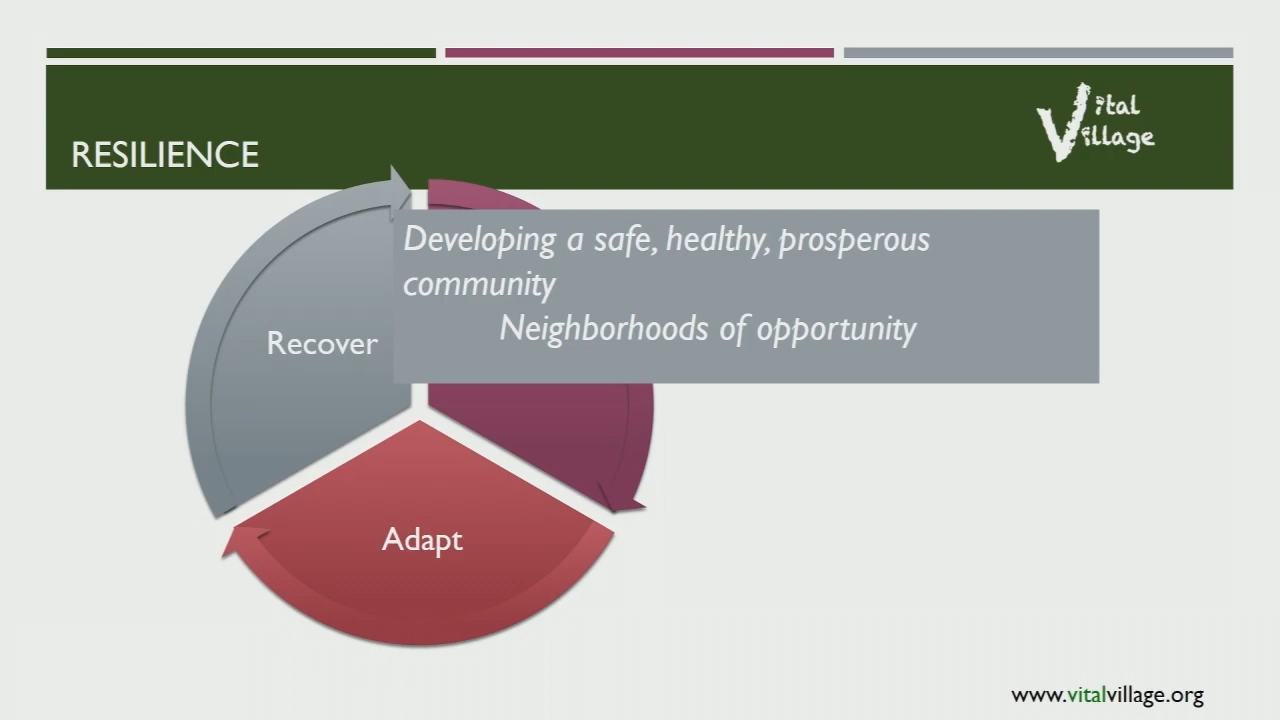 RESILIENCE
Vital
Village
Developing a safe, healthy, prosperous
community
Neighborhoods of opportunity
Recover
Adapt
www.vitalvillage.org